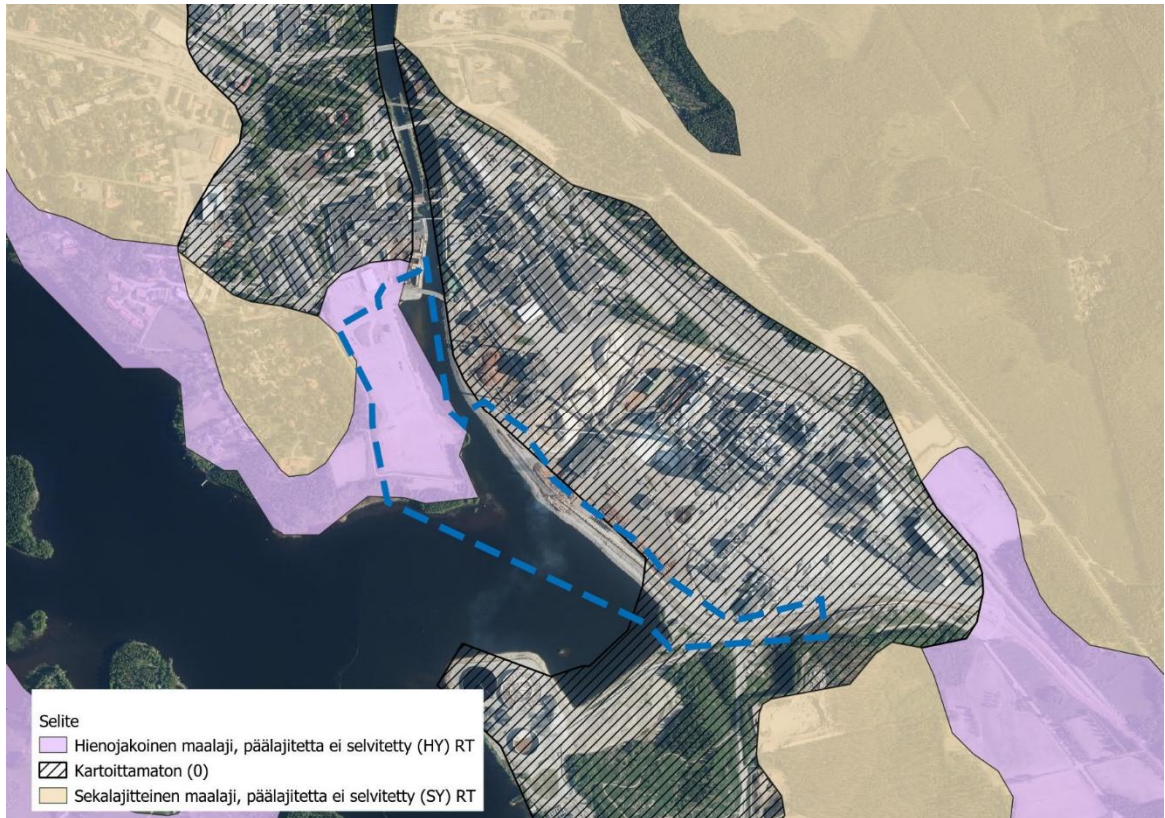 Selite
Hienojakoinen maalaji, päälajitetta ei selvitetty (HY) RT
Kartoittamaton (0)
Sekalajitteinen maalaji, päälajitetta ei selvitetty (SY) RT